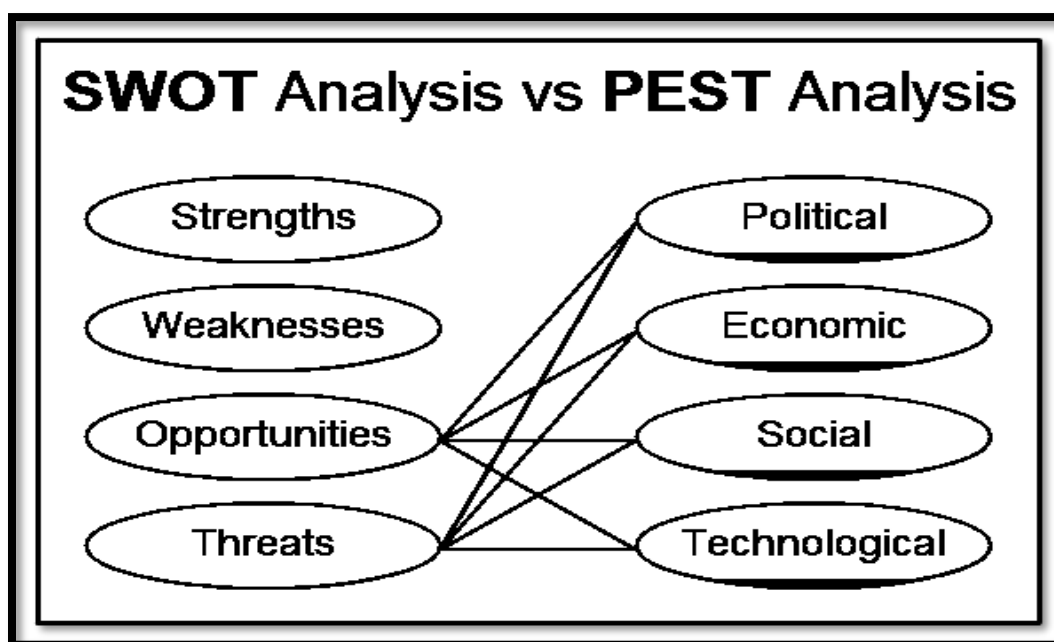 SWOT Analysis vs PEST Analysis
Strengths
Weaknesses
Opportunities
Threats
Political
Economic
Social
Technological